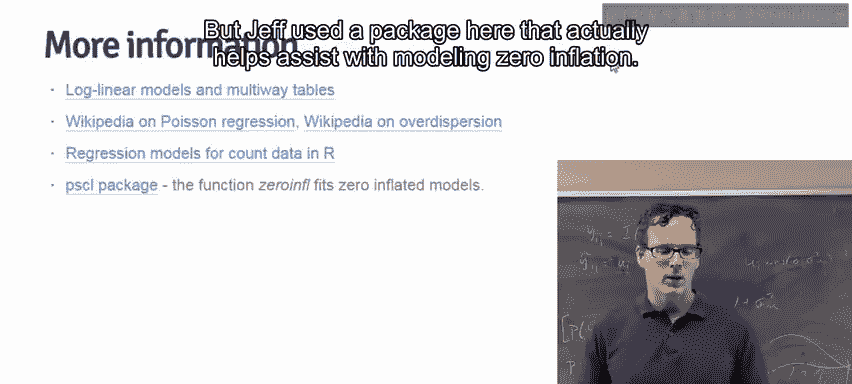 But Jeff used a package here that actually
helps assist with modeling zero inflation.
More information
· Log-linear models and multiway tables
· Wikipedia on Poisson regression, Wikipedia on overdispersion
· Regression models for count data in R
· pscl package - the function zeroinfl fits zero inflated models.